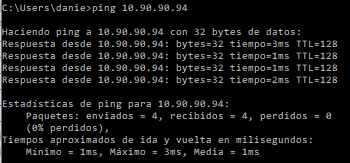 C:\Users\danie>ping 10.90.90.94
Haciendo ping a 10.90.90.94 con 32 bytes de datos:
Respuesta desde 10.90.90.94: bytes=32 tiempo=3ms TTL=128
Respuesta desde 10.90.90.94: bytes=32 tiempo=1ms TTL=128
Respuesta desde 10.90.90.94: bytes=32 tiempo=1ms TTL=128
Respuesta desde 10.90.90.94: bytes=32 tiempo=2ms TTL=128
Estadísticas de ping para 10.90.90.94:
Paquetes: enviados = 4, recibidos = 4, perdidos = 0
(0% perdidos),
Tiempos aproximados de ida y vuelta en milisegundos:
Mínimo = 1ms, Máximo = 3ms, Media = 1ms